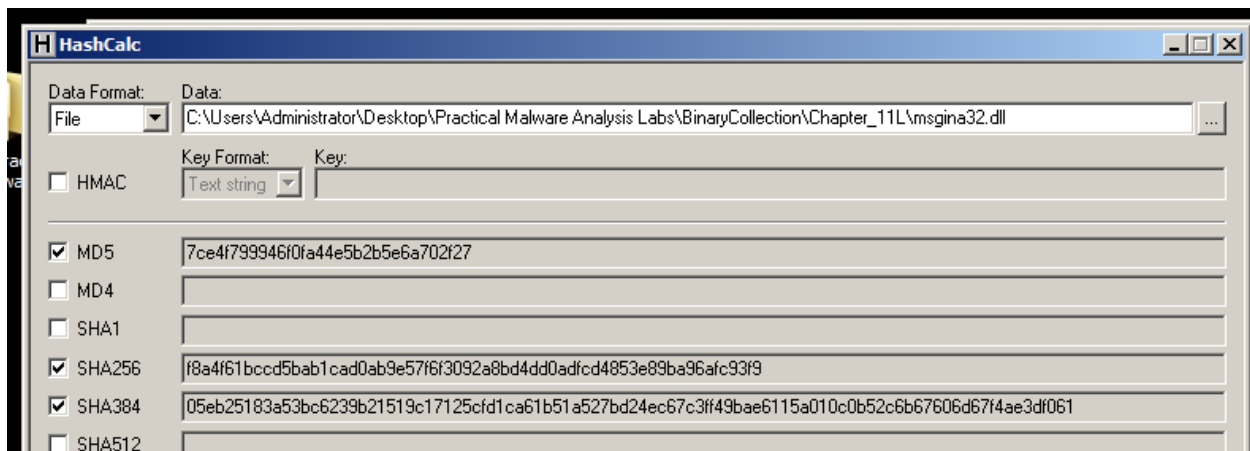 HashCalc
Data Format: Data:
File C:\Users\Administrator\Desktop\Practical Malware Analysis Labs\BinaryCollection\Chapter_11L\msgina32.dll ...
Key Format: Key:
HMAC Text string
MD5 7ce4f799946f0fa44e5b2b5e6a702f27
MD4
SHA1
SHA256 f8a4f61bccd5bab1cad0ab9e57f6f3092a8bd4dd0adfcd4853e89ba96afc93f9
SHA384 05eb25183a53bc6239b21519c17125cfd1ca61b51a527bd24ec67c3ff49bae6115a010c0b52c6b67606d67f4ae3df061
SHA512